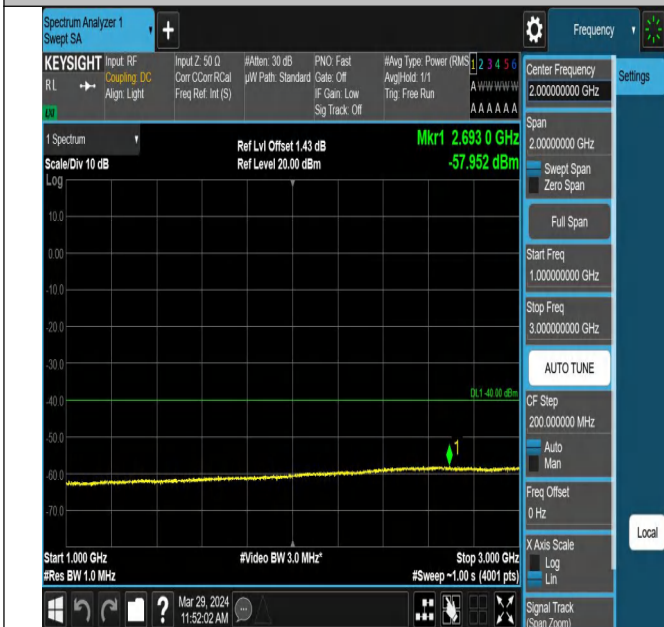 Spectrum Analyzer 1
Swept SA
+
Frequency
KEYSIGHT
RL
LXI
Input: RF
Coupling: DC
Align: Light
Input Z: 50 Ω
Corr CCorr RCal
Freq Ref: Int (S)
#Atten: 30 dB
µW Path: Standard
PNO: Fast
Gate: Off
IF Gain: Low
Sig Track: Off
#Avg Type: Power (RMS
Avg|Hold: 1/1
Trig: Free Run
1 2 3 4 5 6
A W W W W W
A A A A A A
1 Spectrum
Scale/Div 10 dB
Log
Ref Lvl Offset 1.43 dB
Ref Level 20.00 dBm
Mkr1 2.693 0 GHz
-57.952 dBm
10.0
0.00
-10.0
-20.0
-30.0
-40.0
-50.0
-60.0
-70.0
DL1 -40.00 dBm
1
Start 1.000 GHz
#Res BW 1.0 MHz
#Video BW 3.0 MHz*
Stop 3.000 GHz
#Sweep ~1.00 s (4001 pts)
Mar 29, 2024
11:52:02 AM
Center Frequency
2.00000000 GHz
Settings
Span
2.00000000 GHz
Swept Span
Zero Span
Full Span
Start Freq
1.000000000 GHz
Stop Freq
3.000000000 GHz
AUTO TUNE
CF Step
200.000000 MHz
Auto
Man
Freq Offset
0 Hz
X Axis Scale
Log
Lin
Local
Signal Track
(Span Zoom)